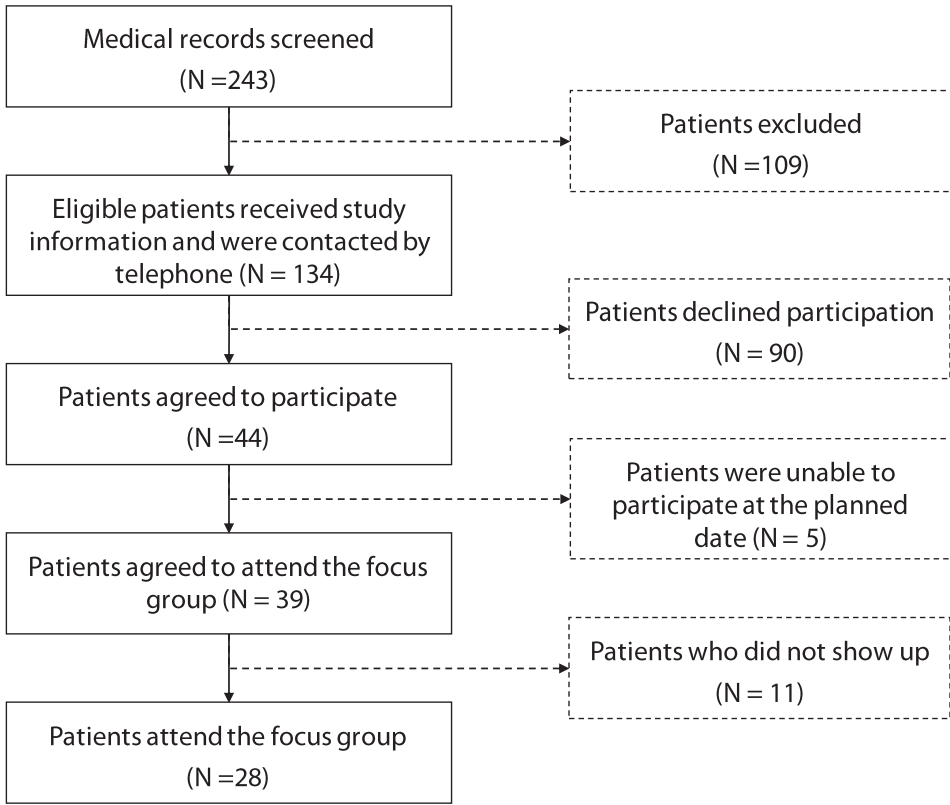 Medical records screened
(N =243)
Patients excluded
(N =109)
Eligible patients received study
information and were contacted by
telephone (N = 134)
Patients declined participation
(N = 90)
Patients agreed to participate
(N =44)
Patients were unable to
participate at the planned
date (N = 5)
Patients agreed to attend the focus
group (N = 39)
Patients who did not show up
(N = 11)
Patients attend the focus group
(N =28)